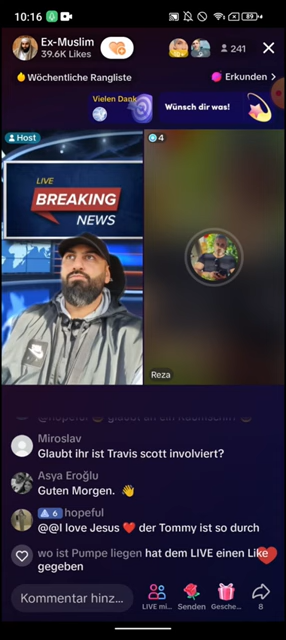 10:16
89
Ex-Muslim
39.6K Likes
241
Wöchentliche Rangliste
Erkunden
Vielen Dank
Wünsch dir was!
Host
4
LIVE
BREAKING
NEWS
Reza
Miroslav
Glaubt ihr ist Travis scott involviert?
Asya Eroğlu
Guten Morgen. 👋
6 hopeful
@@I love Jesus ❤️ der Tommy ist so durch
wo ist Pumpe liegen hat dem LIVE einen Like
gegeben
Kommentar hinz...
LIVE mi...
Senden
Gesche...
8